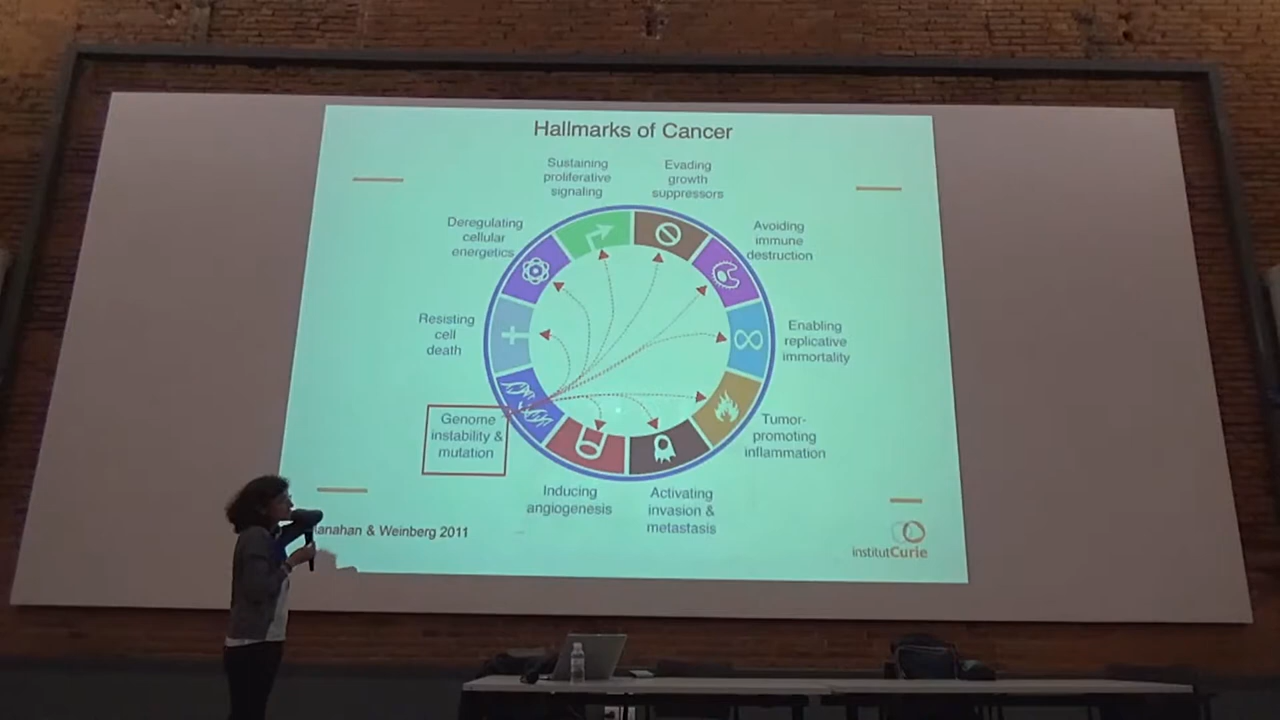 Hallmarks of Cancer
Sustaining
proliferative
signaling
Evading
growth
suppressors
Deregulating
cellular
energetics
Avoiding
immune
destruction
Resisting
cell
death
Enabling
replicative
immortality
Genome
instability &
mutation
Tumor-
promoting
inflammation
Inducing
angiogenesis
Activating
invasion &
metastasis
anahan & Weinberg 2011
institutCurie